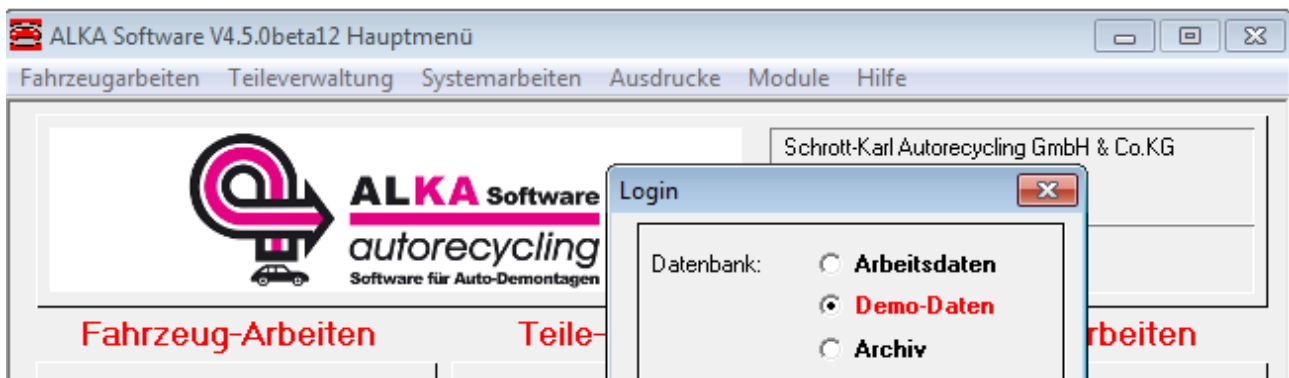 ALKA Software V4.5.0beta12 Hauptmenü
Fahrzeugarbeiten Teileverwaltung Systemarbeiten Ausdrucke Module Hilfe
Schrott-Karl Autorecycling GmbH & Co.KG
ALKA Software
autorecycling
Software für Auto-Demontagen
Login
Datenbank:
Arbeitsdaten
Demo-Daten
Archiv
Fahrzeug-Arbeiten
Teile-
rbeiten